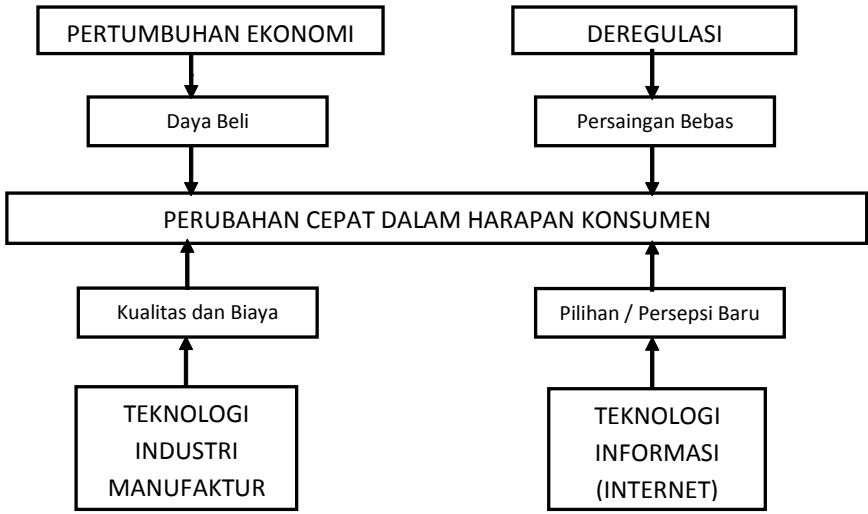 PERTUMBUHAN EKONOMI
DEREGULASI
Daya Beli
Persaingan Bebas
PERUBAHAN CEPAT DALAM HARAPAN KONSUMEN
Kualitas dan Biaya
Pilihan / Persepsi Baru
TEKNOLOGI
INDUSTRI
MANUFAKTUR
TEKNOLOGI
INFORMASI
(INTERNET)